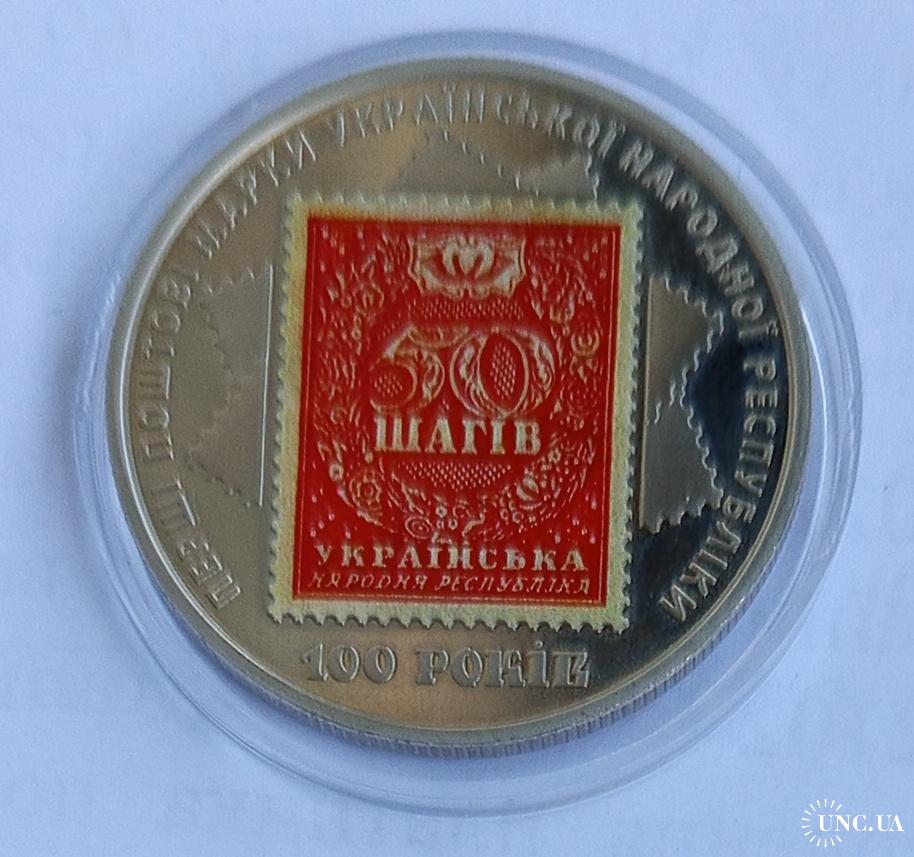 ПЕРШІ ПОШТОВІ МАРКИ УКРАЇНСЬКОЇ НАРОДНОЇ РЕСПУБЛІКИ
50
ШАГІВ
УКРАЇНСЬКА
НАРОДНЯ РЕСПУБЛІКА
100 РОКІВ
UNC.UA